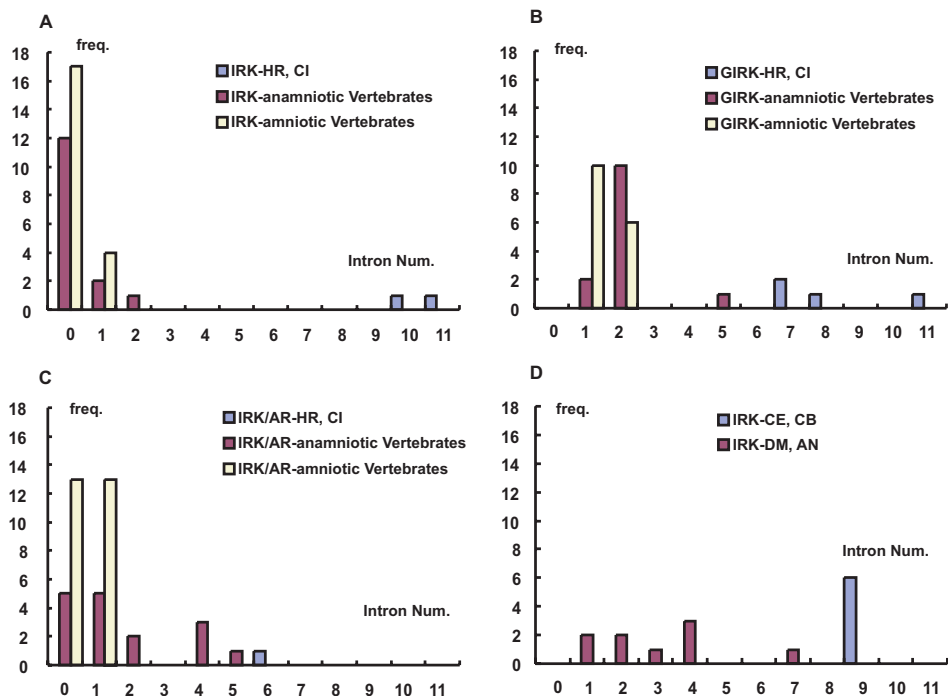 A
freq.
18
16
14
12
10
8
6
4
2
0
IRK-HR, CI
IRK-anamniotic Vertebrates
IRK-amniotic Vertebrates
Intron Num.
0 1 2 3 4 5 6 7 8 9 10 11
B
freq.
18
16
14
12
10
8
6
4
2
0
GIRK-HR, CI
GIRK-anamniotic Vertebrates
GIRK-amniotic Vertebrates
Intron Num.
0 1 2 3 4 5 6 7 8 9 10 11
C
freq.
18
16
14
12
10
8
6
4
2
0
IRK/AR-HR, CI
IRK/AR-anamniotic Vertebrates
IRK/AR-amniotic Vertebrates
Intron Num.
0 1 2 3 4 5 6 7 8 9 10 11
D
freq.
18
16
14
12
10
8
6
4
2
0
IRK-CE, CB
IRK-DM, AN
Intron Num.
0 1 2 3 4 5 6 7 8 9 10 11